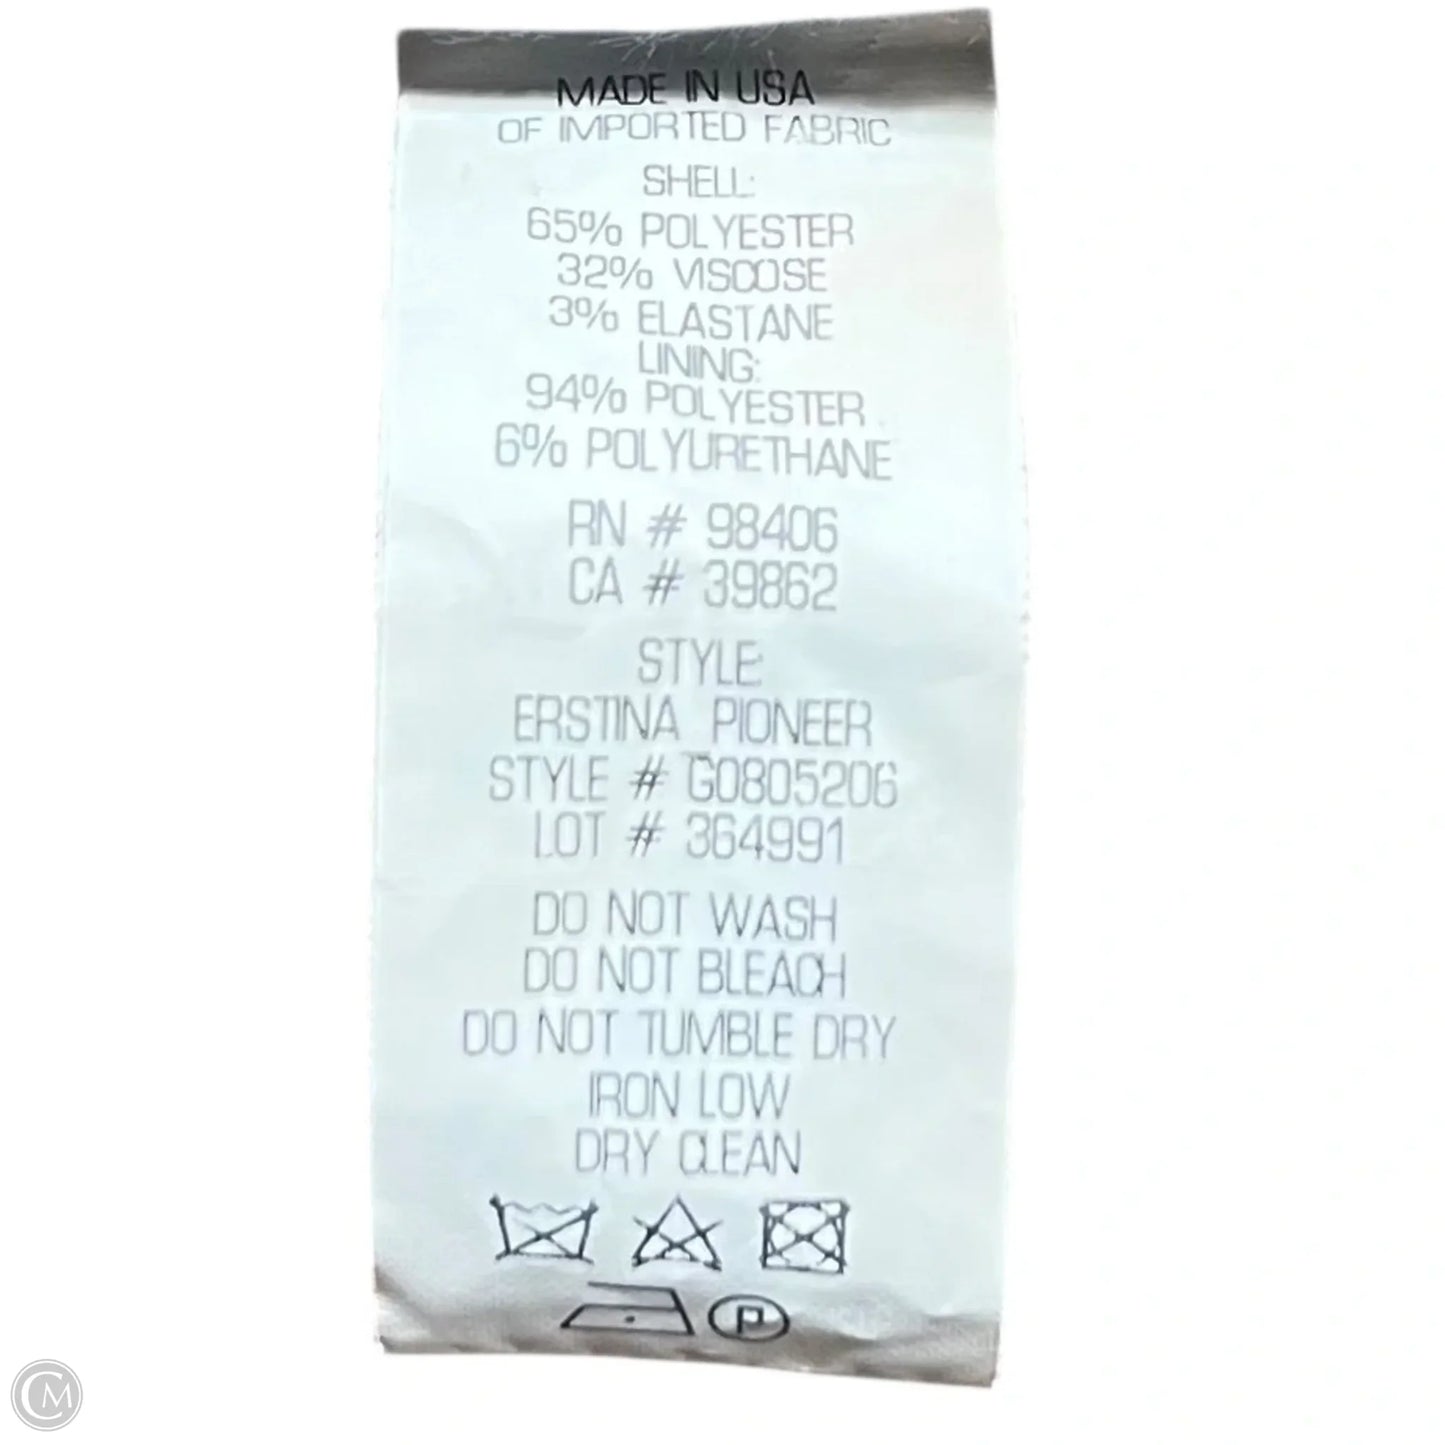 MADE IN USA
OF IMPORTED FABRIC
SHELL:
65% POLYESTER
32% VISCOSE
3% ELASTANE
LINING:
94% POLYESTER
6% POLYURETHANE
RN # 98406
CA # 39862
STYLE:
ERSTINA PIONEER
STYLE # G0805206
LOT # 364991
DO NOT WASH
DO NOT BLEACH
DO NOT TUMBLE DRY
IRON LOW
DRY CLEAN
P
CM